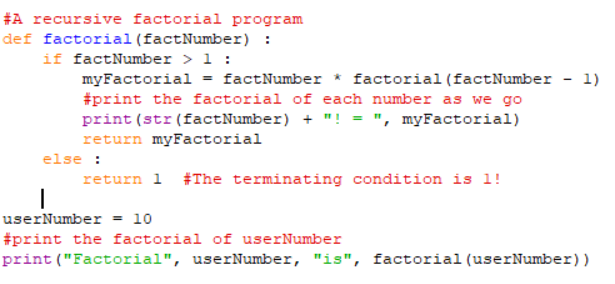 #A recursive factorial program
def factorial(factNumber) :
    if factNumber > 1 :
        myFactorial = factNumber * factorial(factNumber - 1)
        #print the factorial of each number as we go
        print(str(factNumber) + "! = ", myFactorial)
        return myFactorial
    else :
        return 1  #The terminating condition is 1!
userNumber = 10
#print the factorial of userNumber
print("Factorial", userNumber, "is", factorial(userNumber))